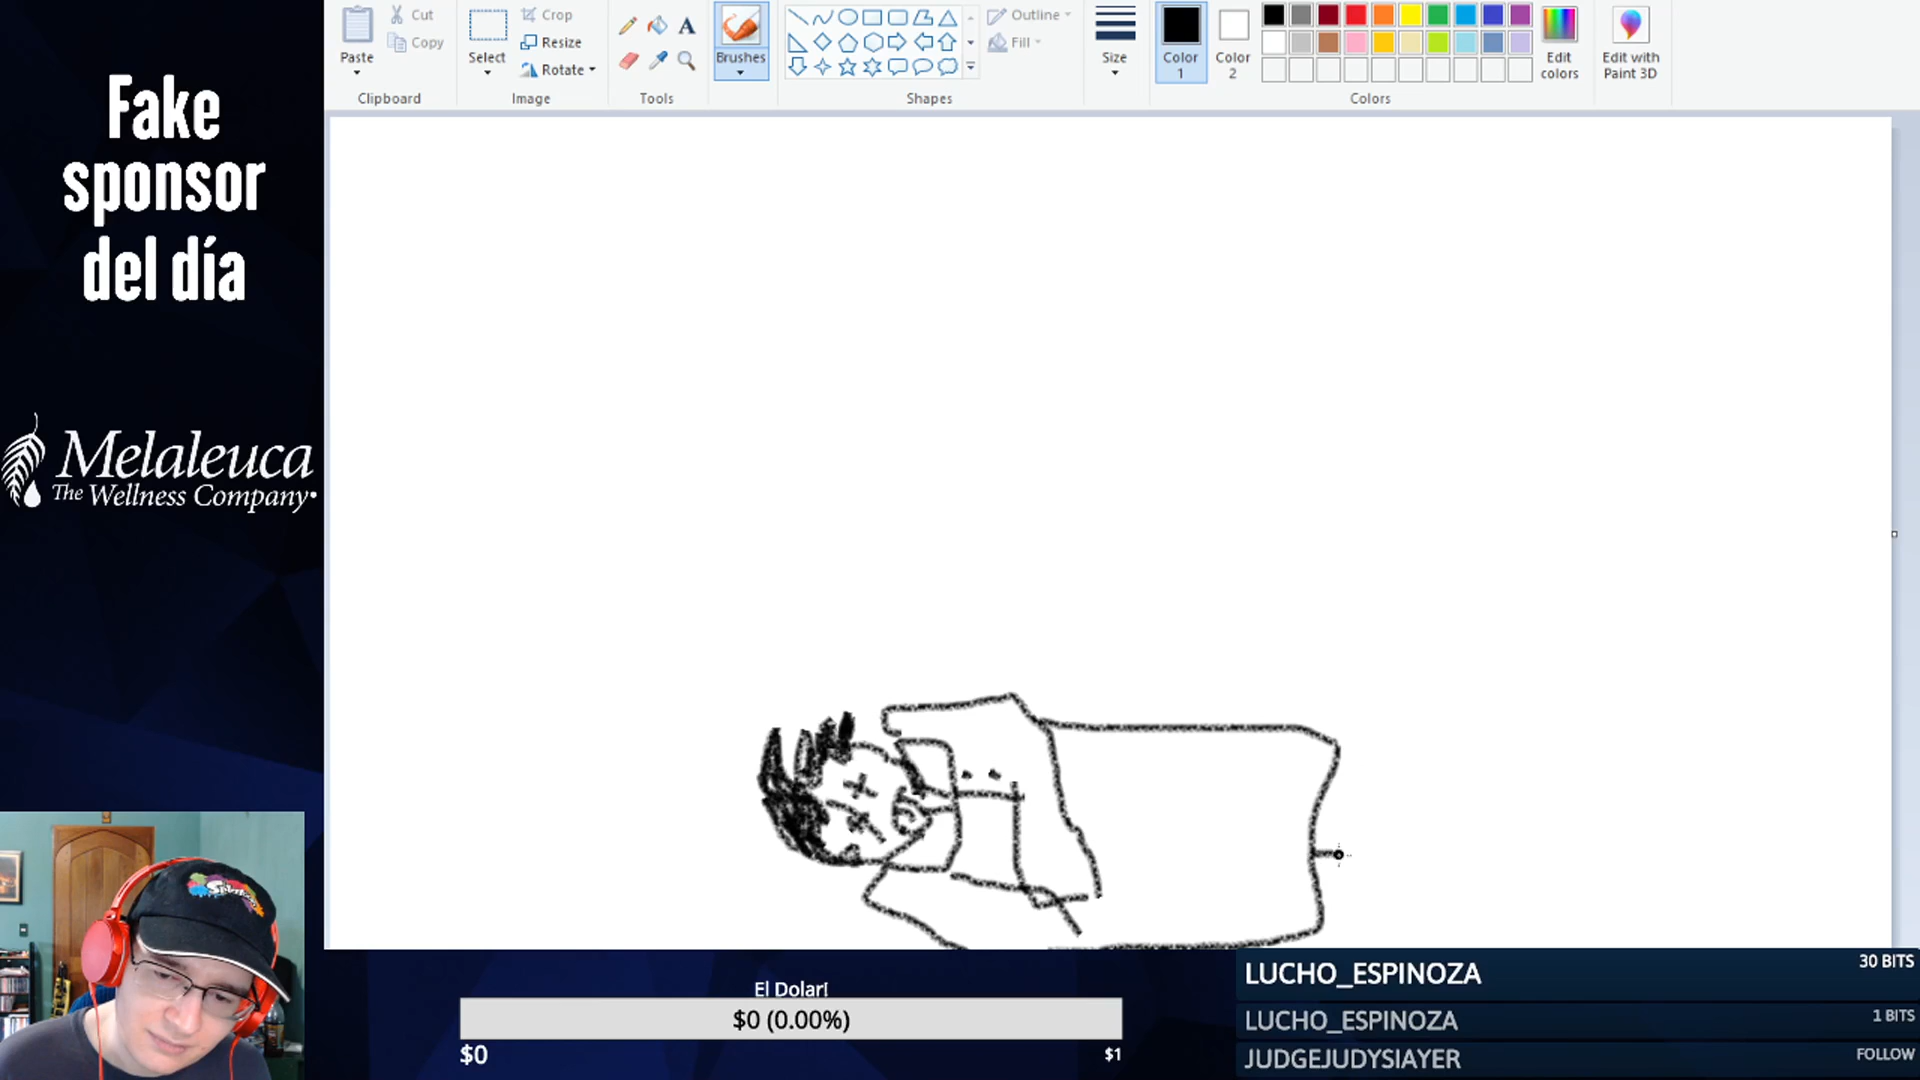 Fake
sponsor
del día
Melaleuca
The Wellness Company
Paste
Cut
Copy
Clipboard
Select
Crop
Resize
Rotate
Image
A
Tools
Brushes
Shapes
Outline
Fill
Size
Color
1
Color
2
Edit
colors
Colors
Edit with
Paint 3D
El Dolar!
$0 (0.00%)
$0
$1
LUCHO_ESPINOZA
30 BITS
LUCHO_ESPINOZA
1 BITS
JUDGEJUDYSIAYER
FOLLOW